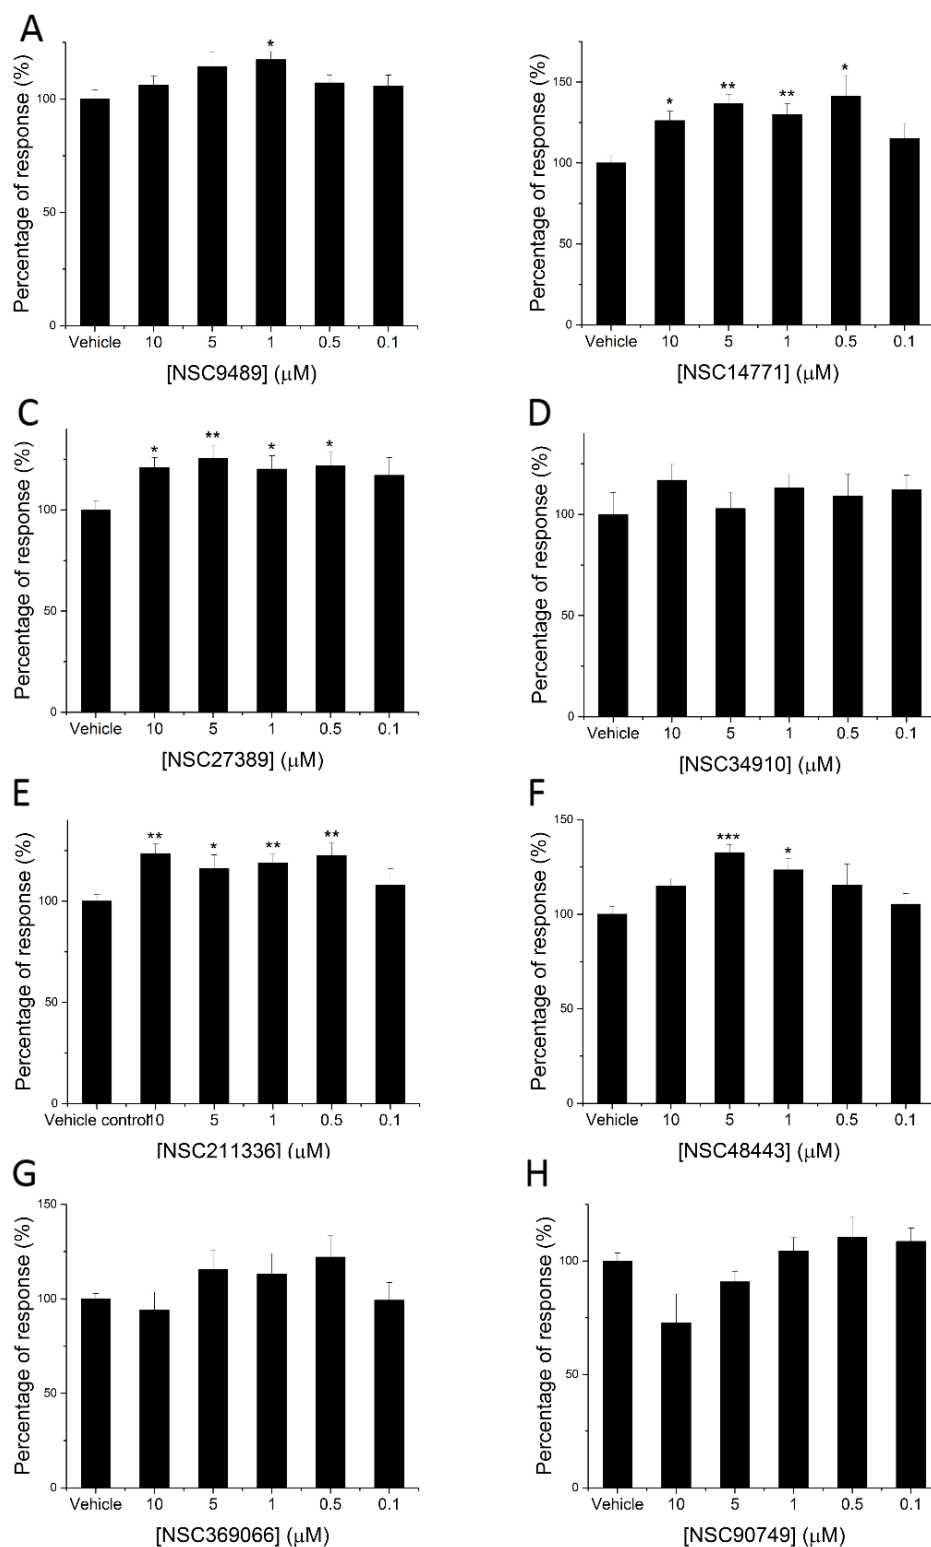 A
Percentage of response (%)
100
50
0
*
Vehicle 10 5 1 0.5 0.1
[NSC9489] (μM)
Percentage of response (%)
150
100
50
0
* ** ** *
Vehicle 10 5 1 0.5 0.1
[NSC14771] (μM)
C
Percentage of response (%)
100
50
0
* ** * *
Vehicle 10 5 1 0.5 0.1
[NSC27389] (μM)
D
Percentage of response (%)
100
50
0
Vehicle 10 5 1 0.5 0.1
[NSC34910] (μM)
E
Percentage of response (%)
100
50
0
** * ** **
Vehicle control 10 5 1 0.5 0.1
[NSC211336] (μM)
F
Percentage of response (%)
150
100
50
0
*** *
Vehicle 10 5 1 0.5 0.1
[NSC48443] (μM)
G
Percentage of response (%)
150
100
50
0
Vehicle 10 5 1 0.5 0.1
[NSC369066] (μM)
H
Percentage of response (%)
100
50
0
Vehicle 10 5 1 0.5 0.1
[NSC90749] (μM)